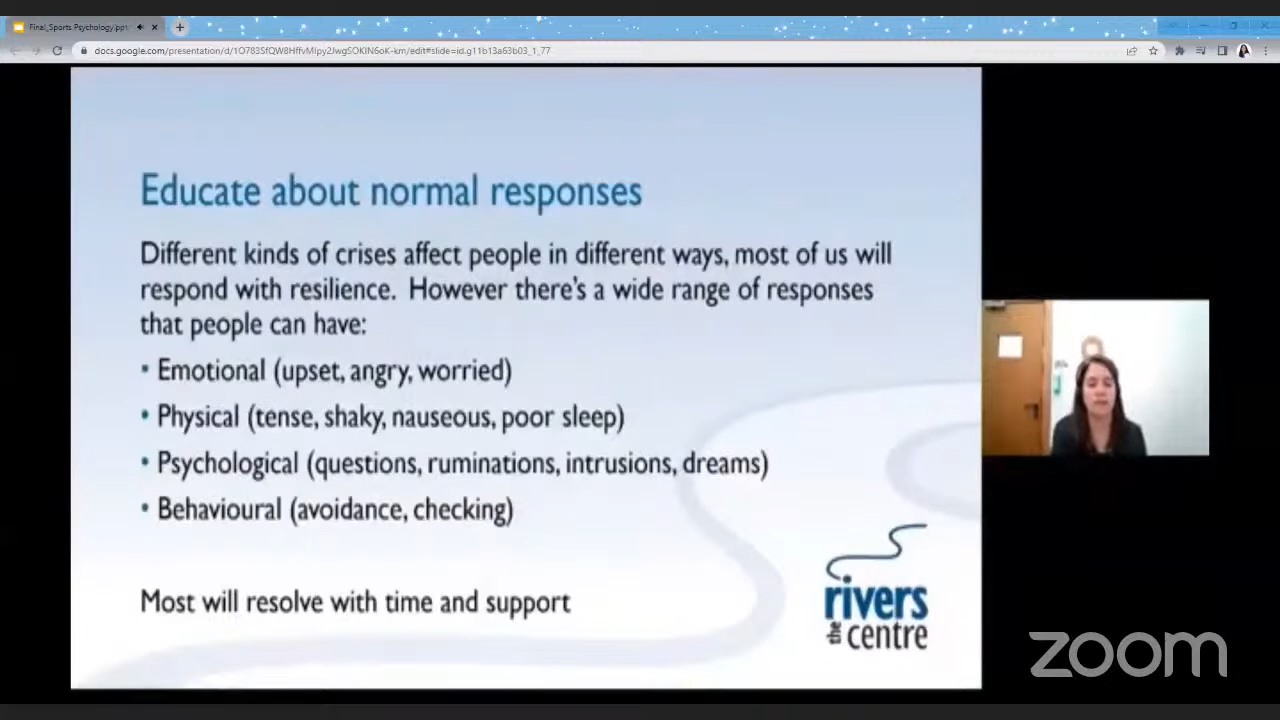 Final_Sports Psychology.ppt
docs.google.com/presentation/d/1O783SfQW8HffvMlpy2JwgSOKIN6oK-km/edit#slide=id.g11b13a63b03_1_77
Educate about normal responses
Different kinds of crises affect people in different ways, most of us will
respond with resilience. However there's a wide range of responses
that people can have:
• Emotional (upset, angry, worried)
• Physical (tense, shaky, nauseous, poor sleep)
• Psychological (questions, ruminations, intrusions, dreams)
• Behavioural (avoidance, checking)
Most will resolve with time and support
the rivers
centre
zoom